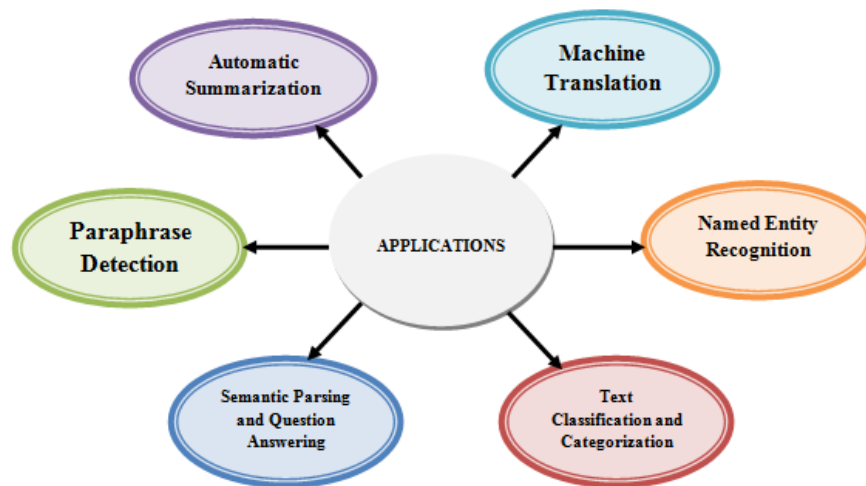 Automatic
Summarization
Machine
Translation
Paraphrase
Detection
APPLICATIONS
Named Entity
Recognition
Semantic Parsing
and Question
Answering
Text
Classification and
Categorization